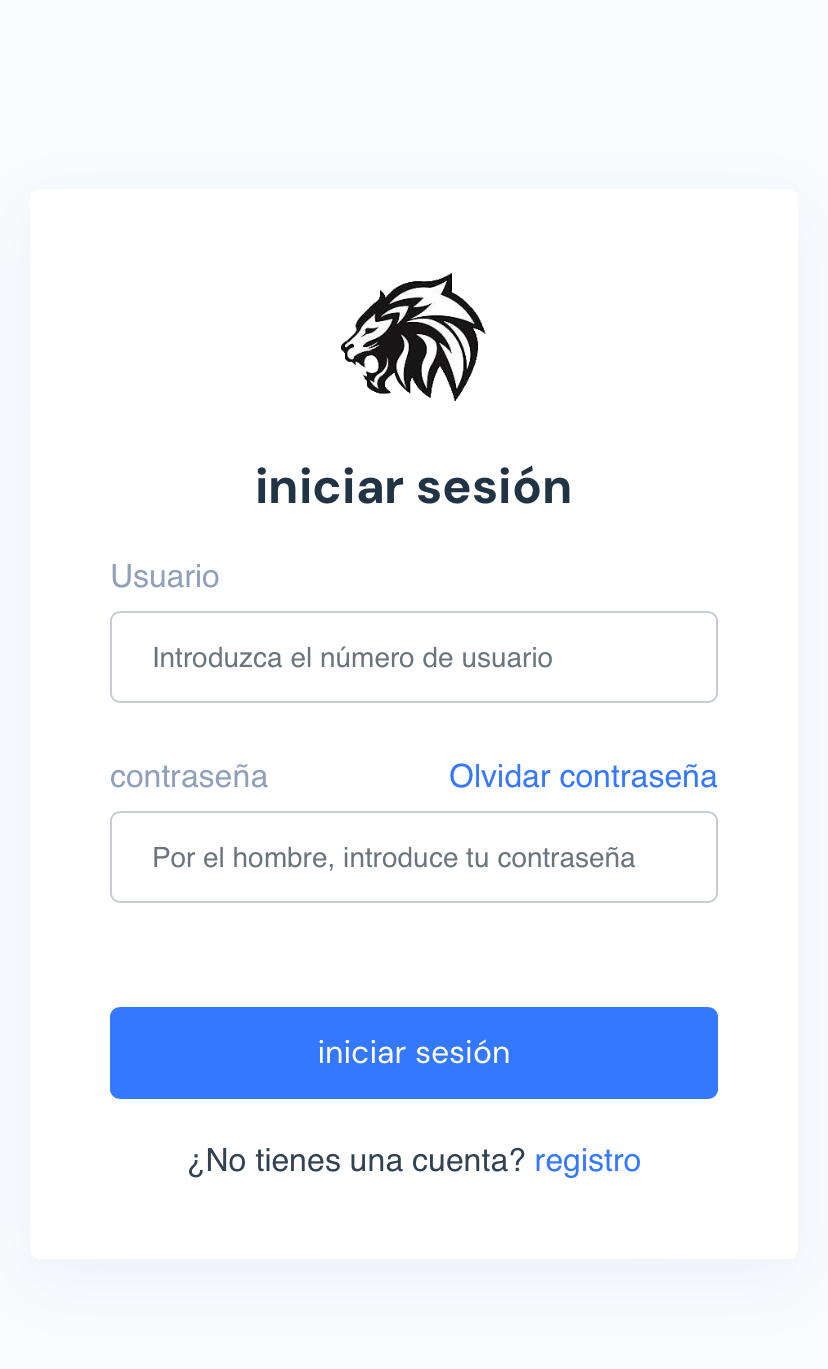 iniciar sesión
Usuario
Introduzca el número de usuario
contraseña Olvidar contraseña
Por el hombre, introduce tu contraseña
iniciar sesión
¿No tienes una cuenta? registro